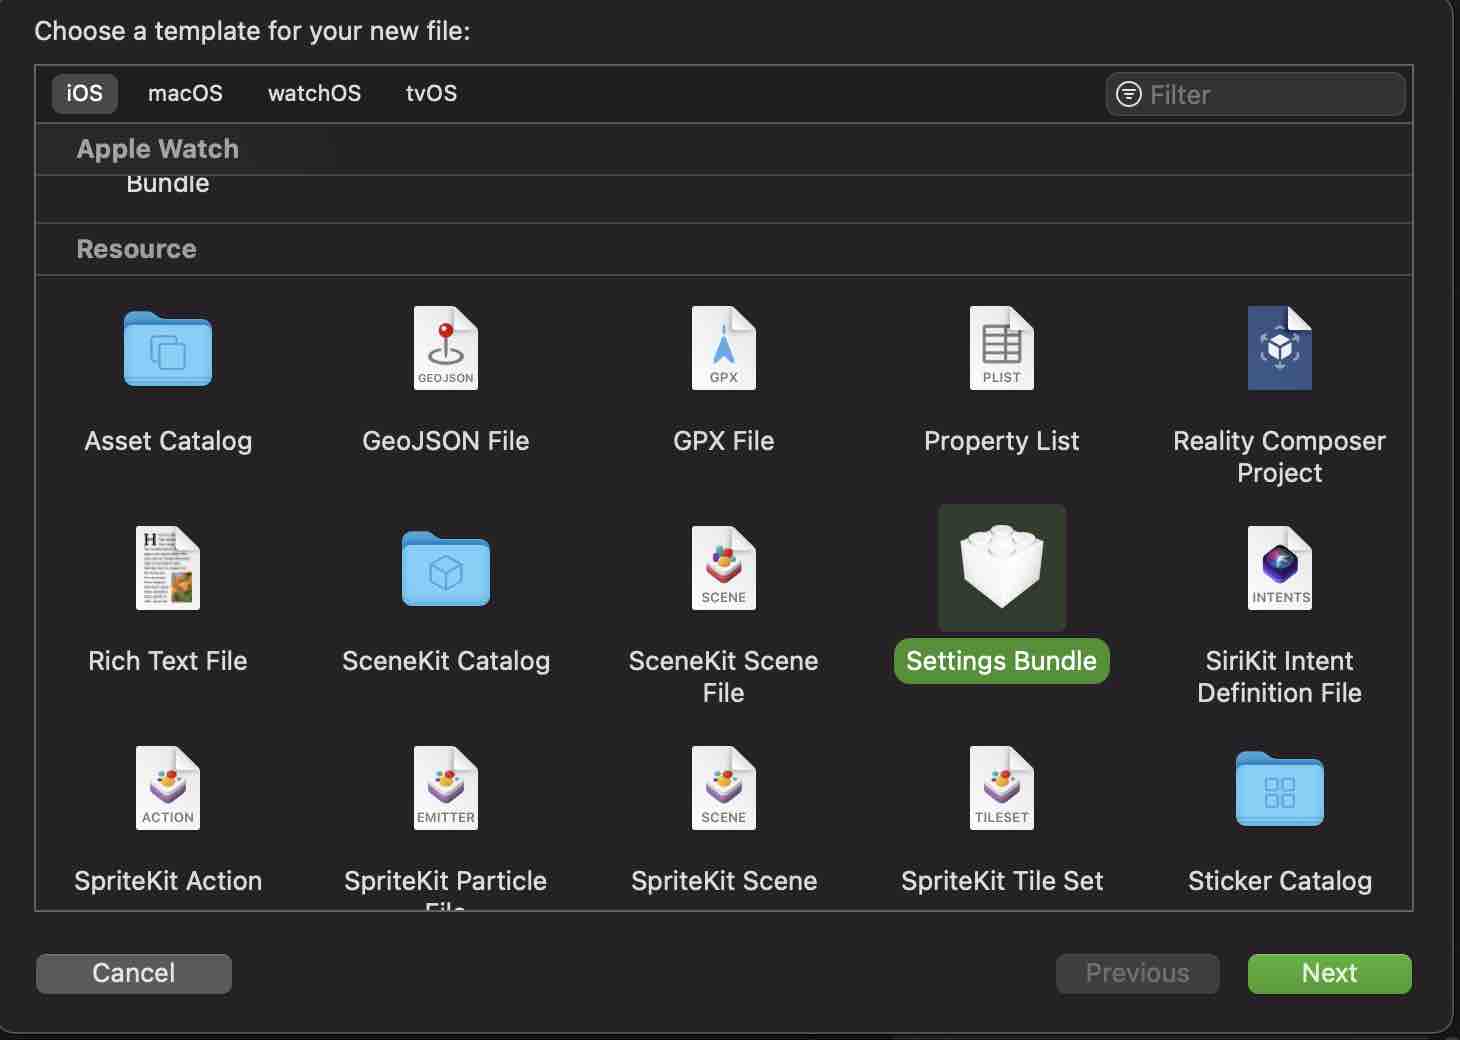 Choose a template for your new file:
iOS macOS watchOS tvOS Filter
Apple Watch
Bundle
Resource
GEOJSON GPX PLIST
Asset Catalog GeoJSON File GPX File Property List Reality Composer
Project
H
SCENE INTENTS
Rich Text File SceneKit Catalog SceneKit Scene Settings Bundle SiriKit Intent
File Definition File
ACTION EMITTER SCENE TILESET
SpriteKit Action SpriteKit Particle SpriteKit Scene SpriteKit Tile Set Sticker Catalog
File
Cancel Previous Next